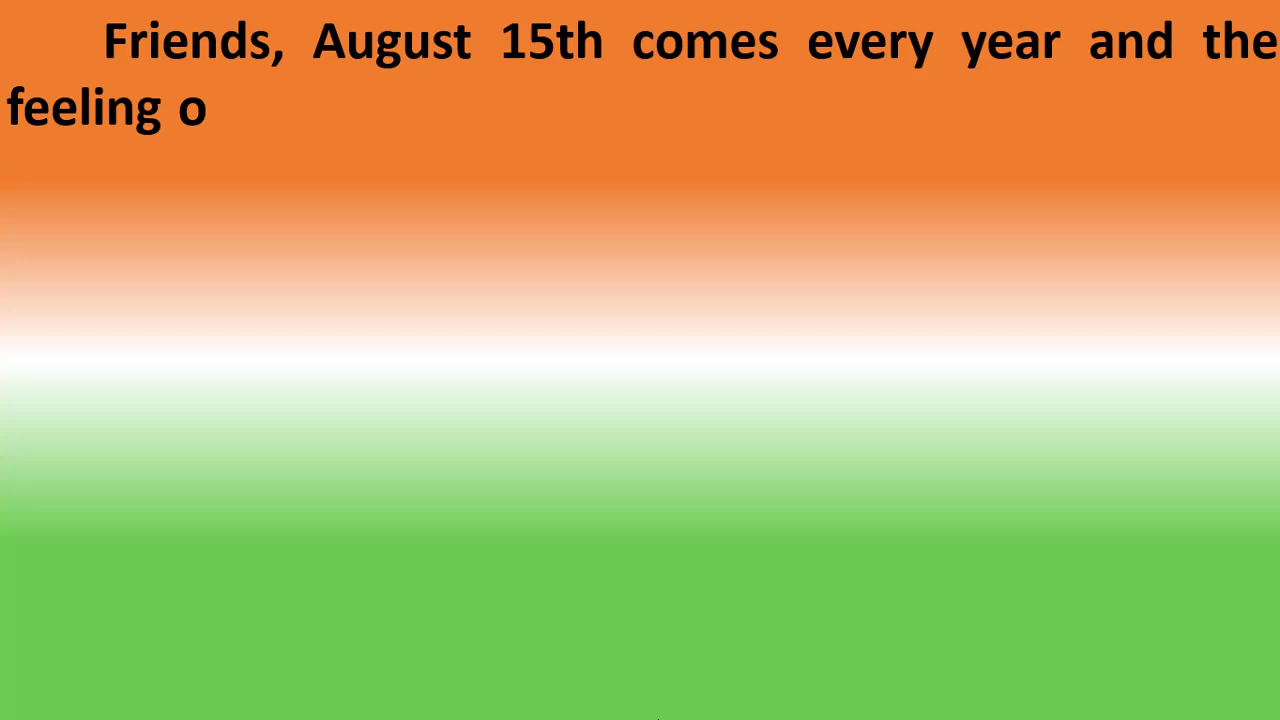 Friends, August 15th comes every year and the
feeling o